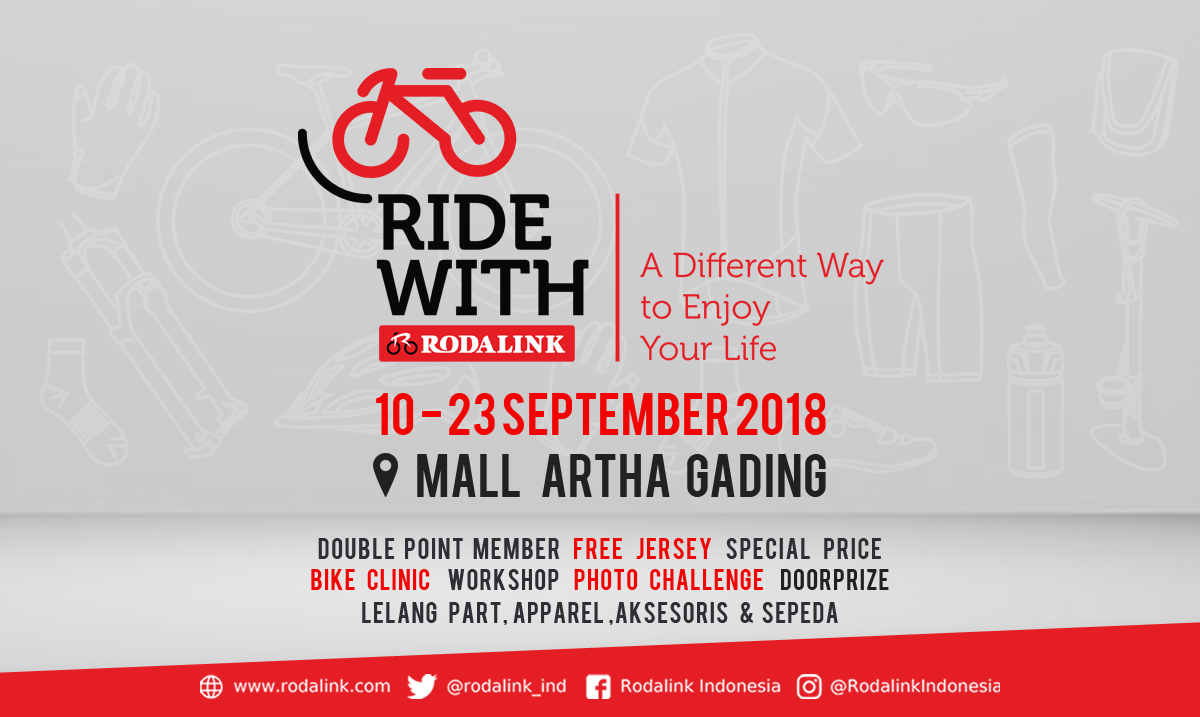 RIDE
WITH
RODALINK
A Different Way
to Enjoy
Your Life
10 - 23 SEPTEMBER 2018
MALL ARTHA GADING
DOUBLE POINT MEMBER FREE JERSEY SPECIAL PRICE
BIKE CLINIC WORKSHOP PHOTO CHALLENGE DOORPRIZE
LELANG PART, APPAREL ,AKSESORIS & SEPEDA
www.rodalink.com @rodalink_ind Rodalink Indonesia @RodalinkIndonesia